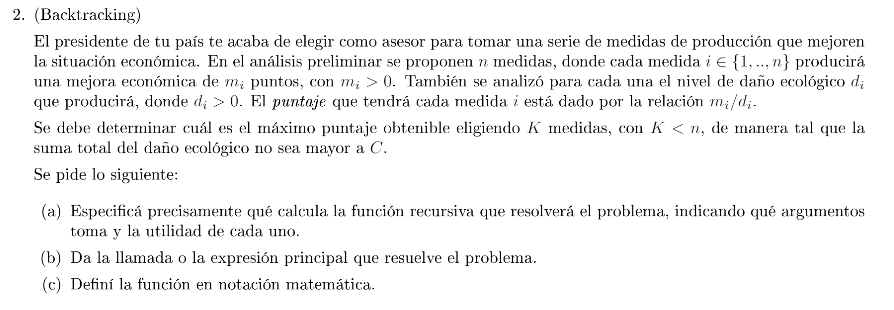 2. (Backtracking)
El presidente de tu país te acaba de elegir como asesor para tomar una serie de medidas de producción que mejoren
la situación económica. En el análisis preliminar se proponen n medidas, donde cada medida i ∈ {1, .., n} producirá
una mejora económica de mᵢ puntos, con mᵢ > 0. También se analizó para cada una el nivel de daño ecológico dᵢ
que producirá, donde dᵢ > 0. El puntaje que tendrá cada medida i está dado por la relación mᵢ/dᵢ.
Se debe determinar cuál es el máximo puntaje obtenible eligiendo K medidas, con K < n, de manera tal que la
suma total del daño ecológico no sea mayor a C.
Se pide lo siguiente:
(a) Especificá precisamente qué calcula la función recursiva que resolverá el problema, indicando qué argumentos
toma y la utilidad de cada uno.
(b) Da la llamada o la expresión principal que resuelve el problema.
(c) Definí la función en notación matemática.